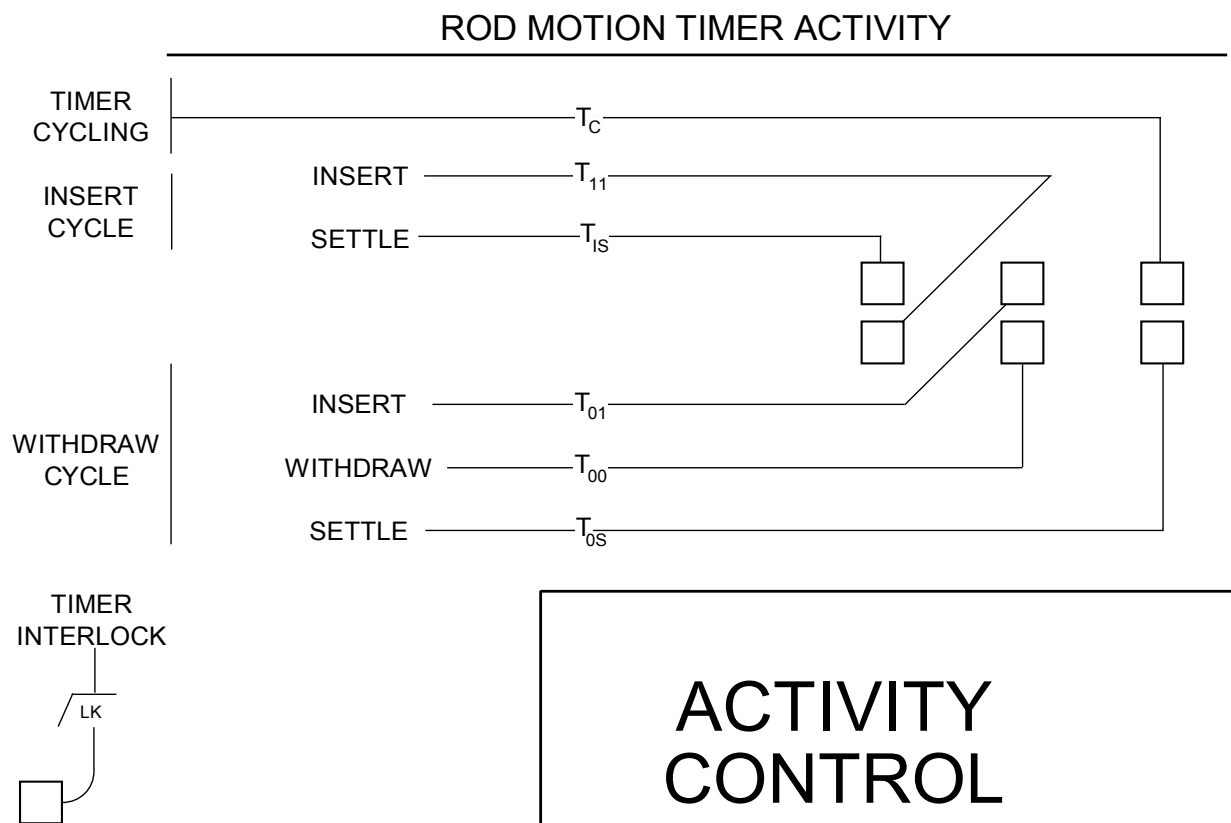 ROD MOTION TIMER ACTIVITY
TIMER
CYCLING
T_C
INSERT
CYCLE
INSERT
T_11
SETTLE
T_IS
WITHDRAW
CYCLE
INSERT
T_01
WITHDRAW
T_00
SETTLE
T_0S
TIMER
INTERLOCK
LK
ACTIVITY
CONTROL